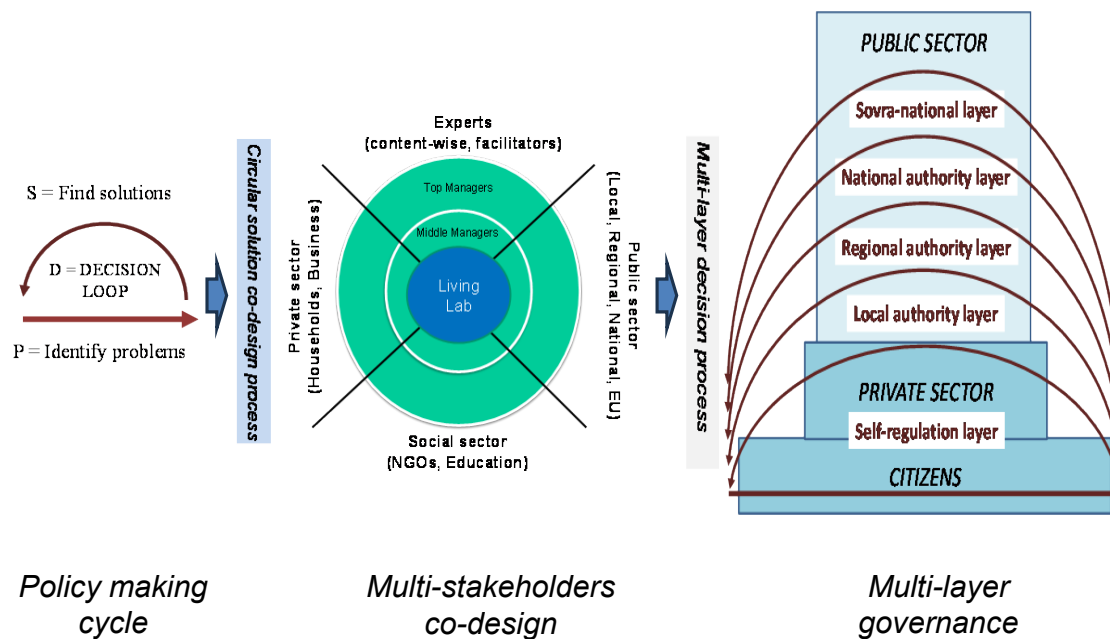 S = Find solutions
D = DECISION
LOOP
P = Identify problems
Circular solution co-design process
Experts
(content-wise, facilitators)
Private sector
(Households, Business)
Top Managers
Middle Managers
Living
Lab
Public sector
(Local, Regional, National, EU)
Social sector
(NGOs, Education)
Multi-layer decision process
PUBLIC SECTOR
Sovra-national layer
National authority layer
Regional authority layer
Local authority layer
PRIVATE SECTOR
Self-regulation layer
CITIZENS
Policy making
cycle
Multi-stakeholders
co-design
Multi-layer
governance